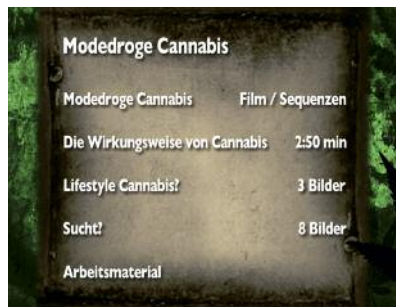 Modedroge Cannabis
Modedroge Cannabis Film / Sequenzen
Die Wirkungsweise von Cannabis 2:50 min
Lifestyle Cannabis? 3 Bilder
Sucht? 8 Bilder
Arbeitsmaterial